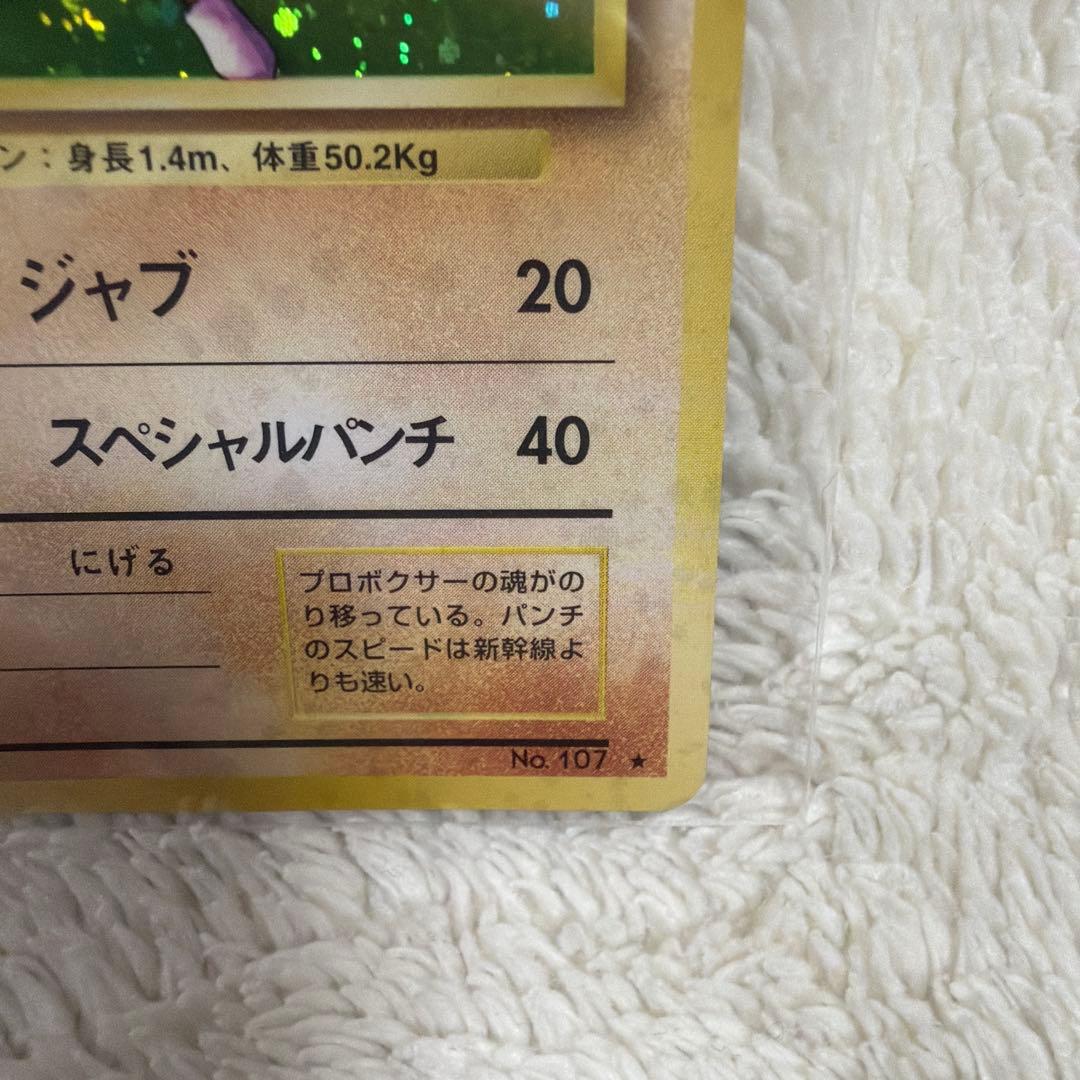 ン：身長1.4m、体重50.2Kg
ジャブ 20
スペシャルパンチ 40
にげる
プロボクサーの魂がの
り移っている。パンチ
のスピードは新幹線よ
りも速い。
No. 107 ★